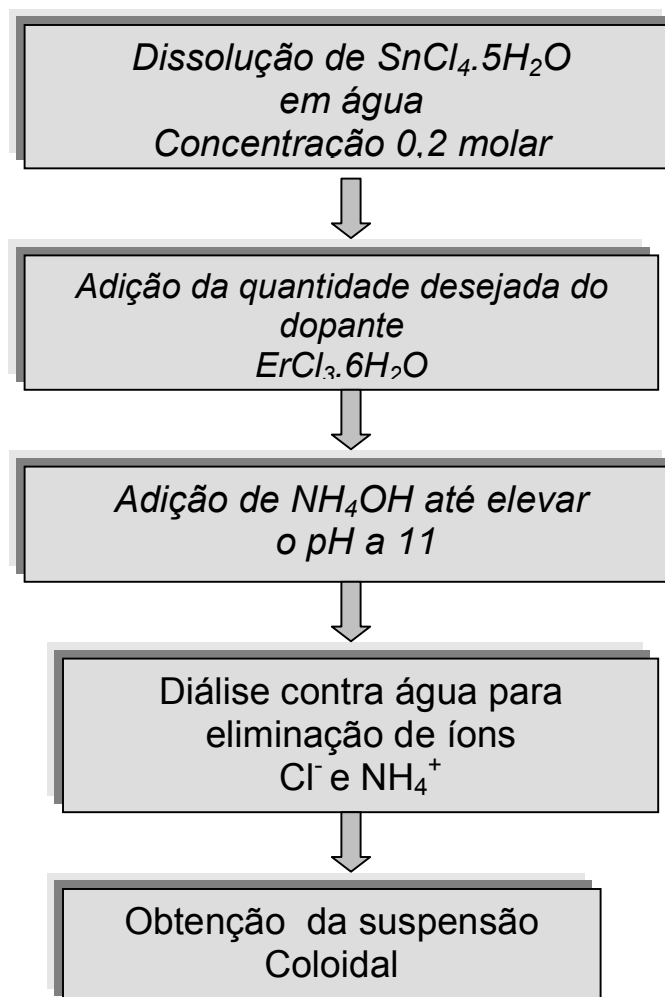 Dissolução de SnCl₄.5H₂O
em água
Concentração 0,2 molar
Adição da quantidade desejada do
dopante
ErCl₃.6H₂O
Adição de NH₄OH até elevar
o pH a 11
Diálise contra água para
eliminação de íons
Cl⁻ e NH₄⁺
Obtenção da suspensão
Coloidal